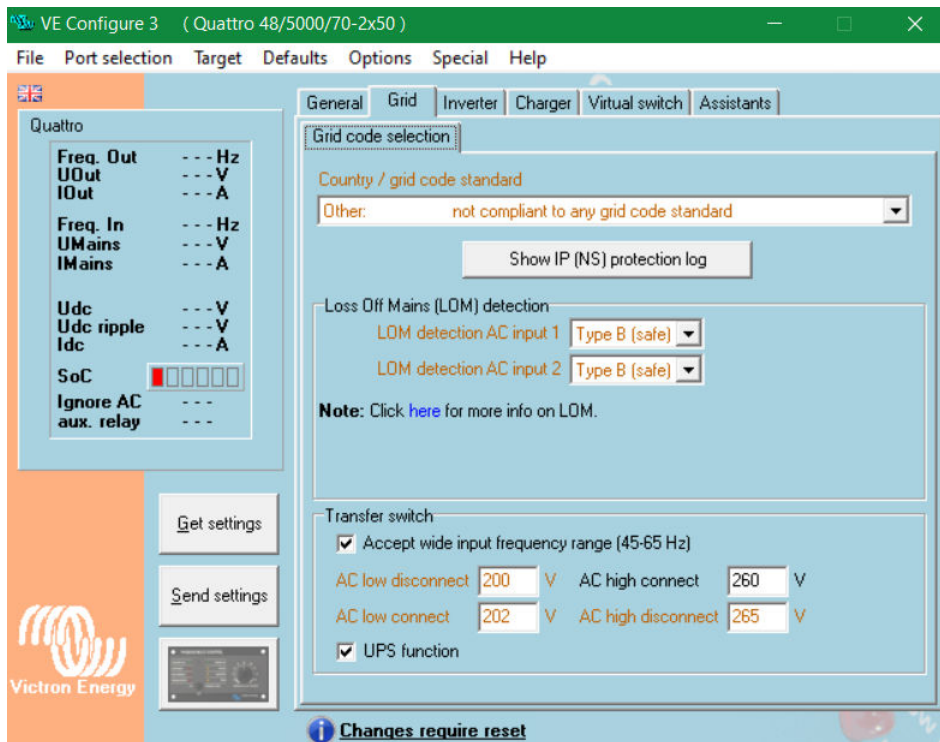 VE Configure 3 ( Quattro 48/5000/70-2x50 )
File Port selection Target Defaults Options Special Help
General Grid Inverter Charger Virtual switch Assistants
Quattro
Freq. Out - - - Hz
UOut - - - V
IOut - - - A
Freq. In - - - Hz
UMains - - - V
IMains - - - A
Udc - - - V
Udc ripple - - - V
Idc - - - A
SoC
Ignore AC - - -
aux. relay - - -
Get settings
Send settings
Victron Energy
Grid code selection
Country / grid code standard
Other: not compliant to any grid code standard
Show IP (NS) protection log
Loss Off Mains (LOM) detection
LOM detection AC input 1 Type B (safe)
LOM detection AC input 2 Type B (safe)
Note: Click here for more info on LOM.
Transfer switch
Accept wide input frequency range (45-65 Hz)
AC low disconnect 200 V AC high connect 260 V
AC low connect 202 V AC high disconnect 265 V
UPS function
Changes require reset